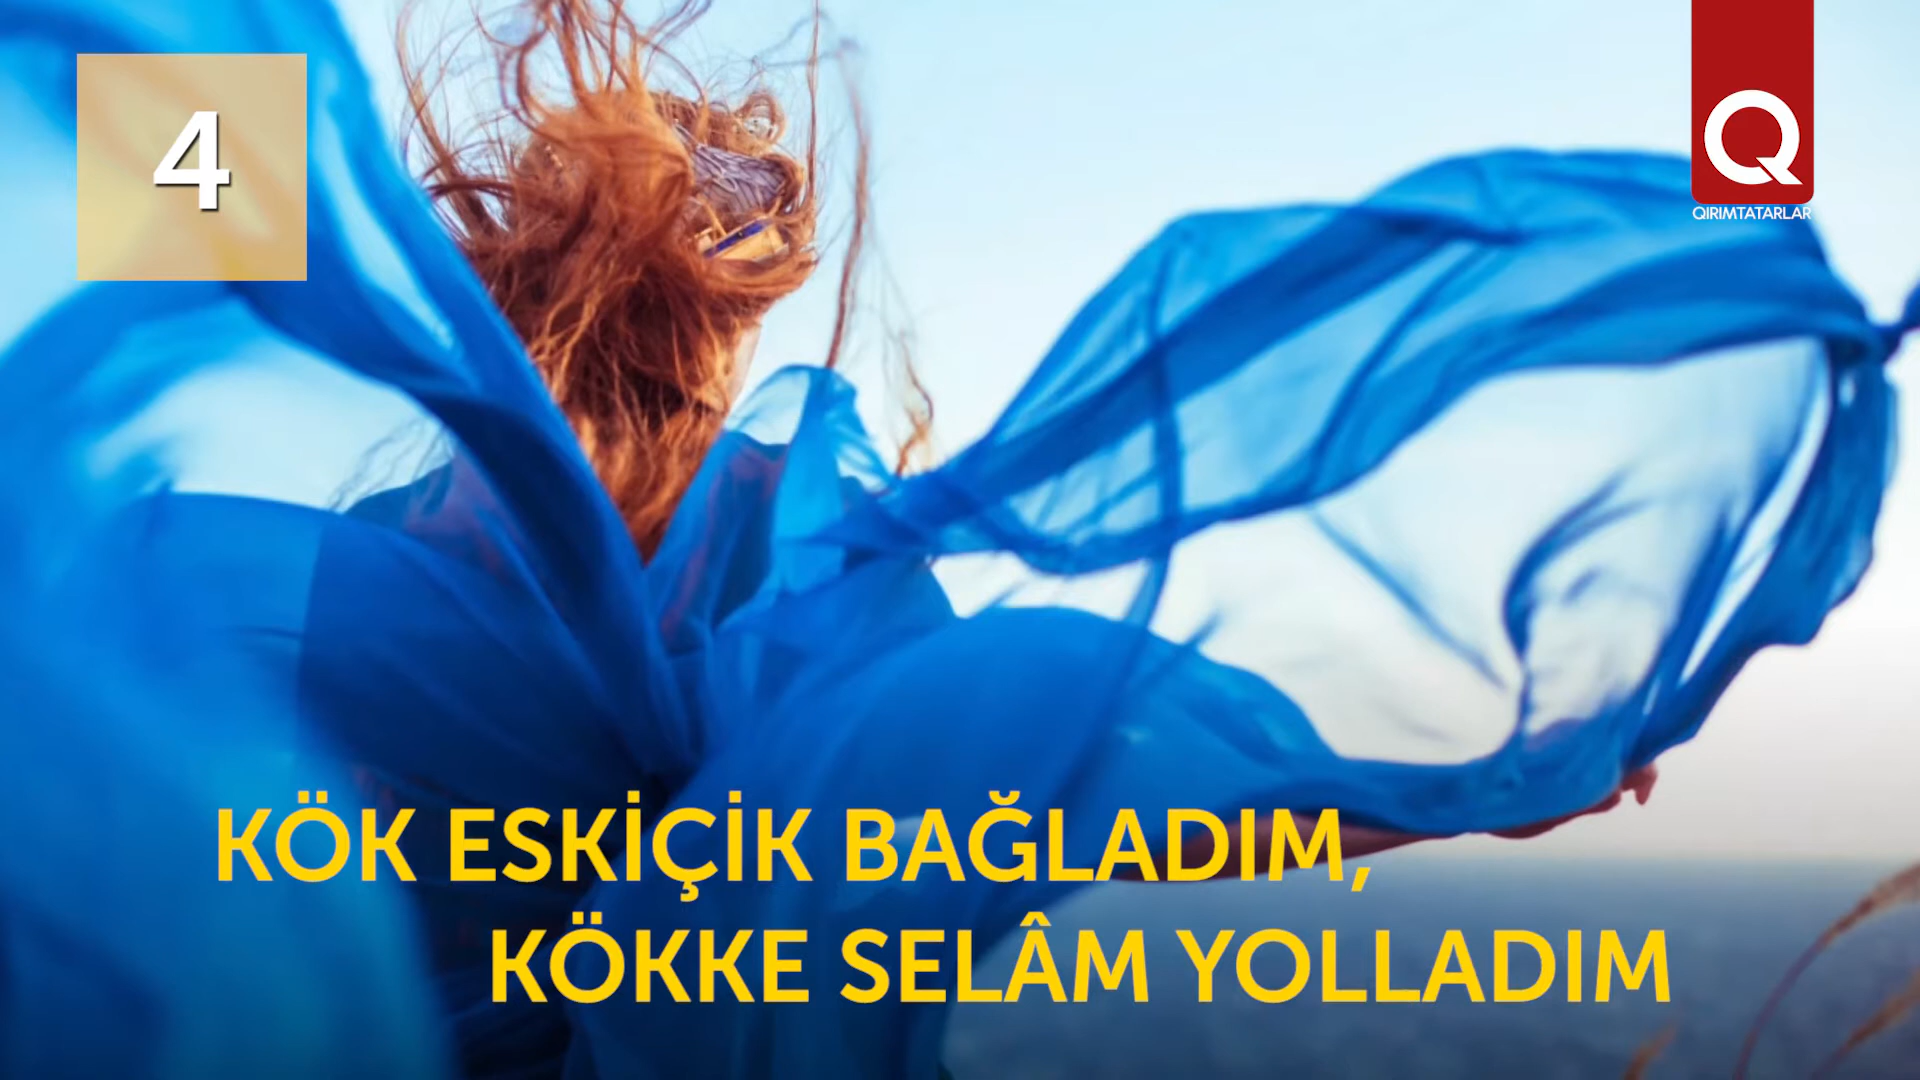 4
Q
QIRIMTATARLAR
KÖK ESKİÇİK BAĞLADIM,
KÖKKE SELÂM YOLLADIM